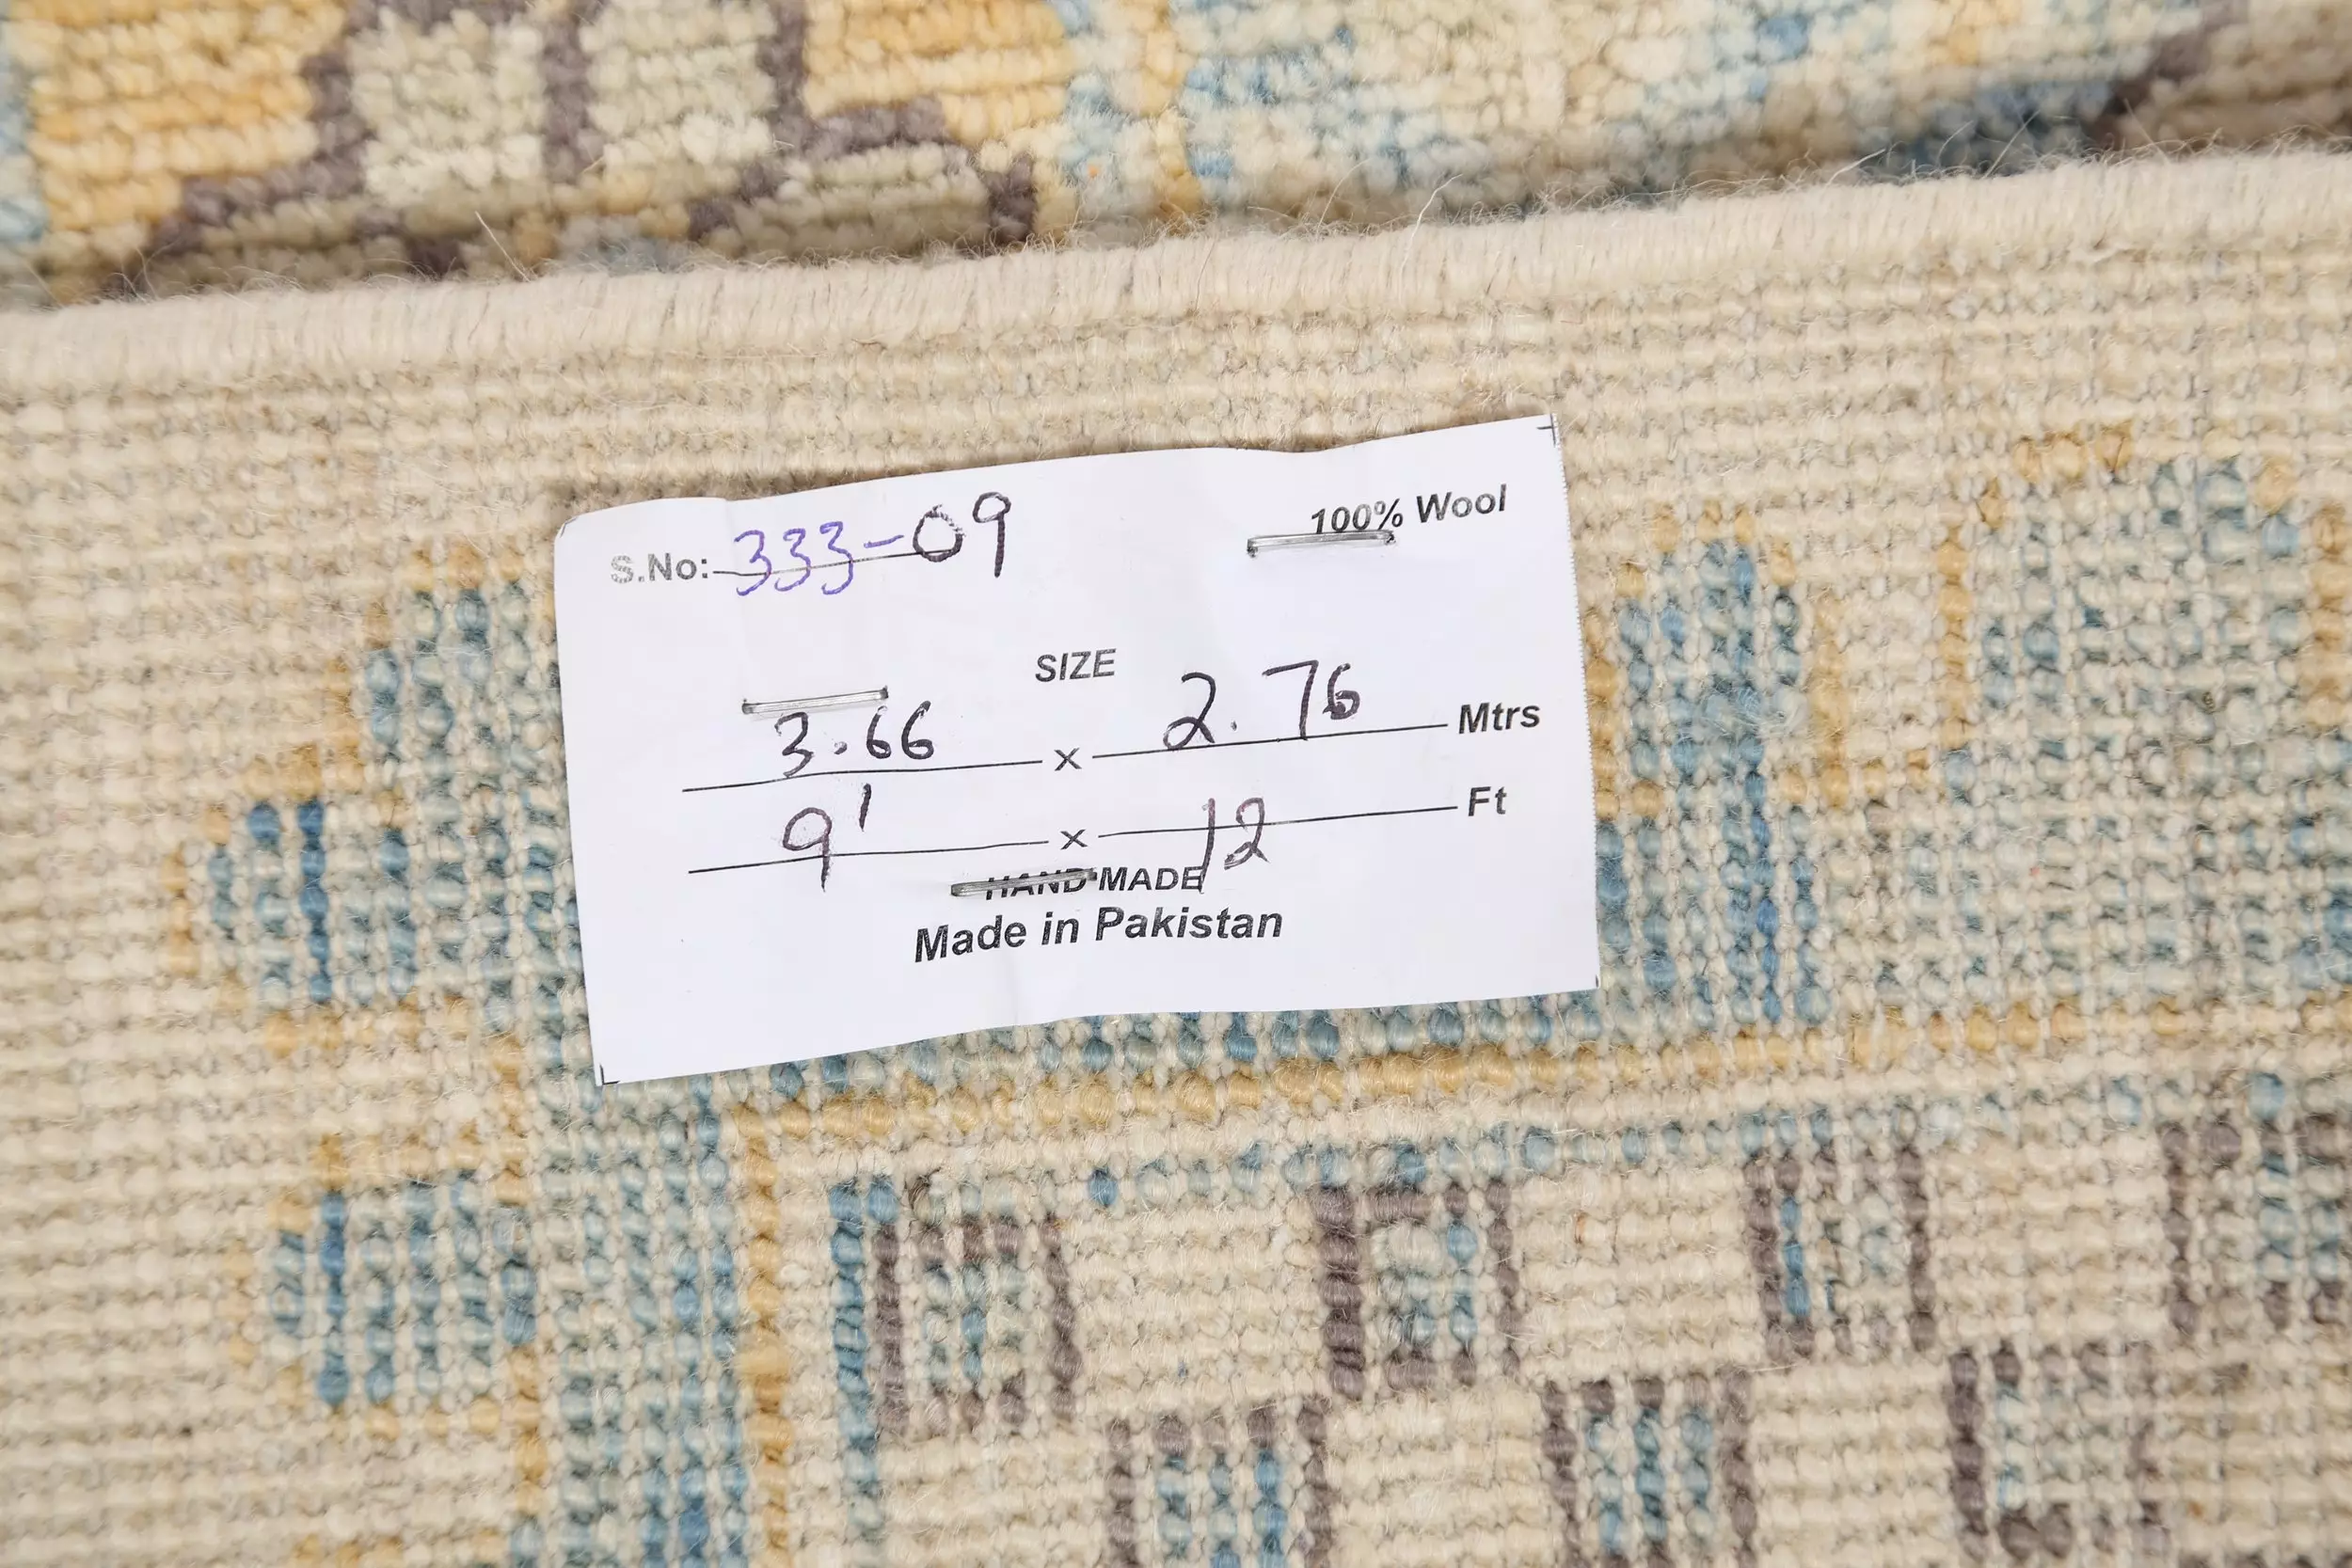 S.No: 333-09 100% Wool
SIZE
3.66 x 2.76 Mtrs
9' x 12 Ft
HAND MADE
Made in Pakistan